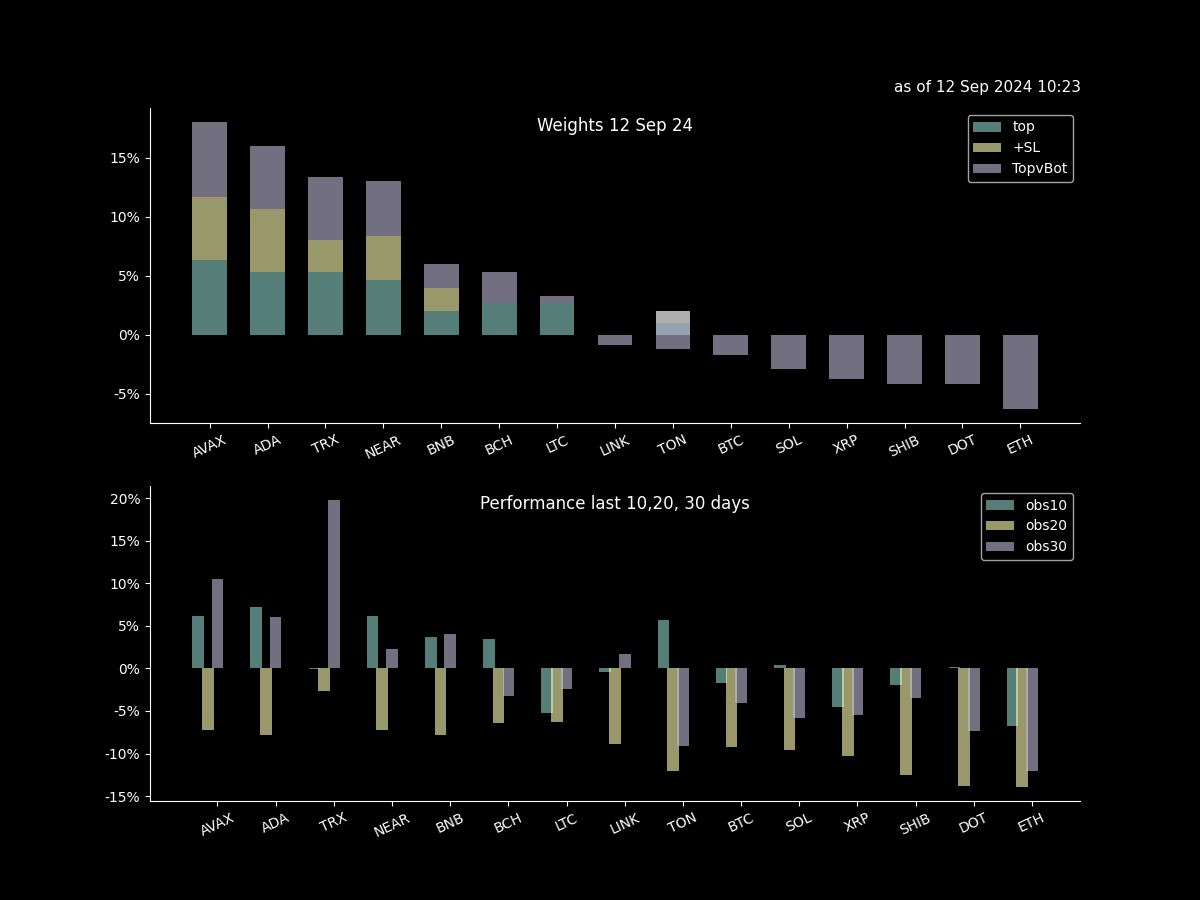 as of 12 Sep 2024 10:23
Weights 12 Sep 24
top
+SL
TopvBot
15%
10%
5%
0%
-5%
AVAX ADA TRX NEAR BNB BCH LTC LINK TON BTC SOL XRP SHIB DOT ETH
Performance last 10,20, 30 days
obs10
obs20
obs30
20%
15%
10%
5%
0%
-5%
-10%
-15%
AVAX ADA TRX NEAR BNB BCH LTC LINK TON BTC SOL XRP SHIB DOT ETH